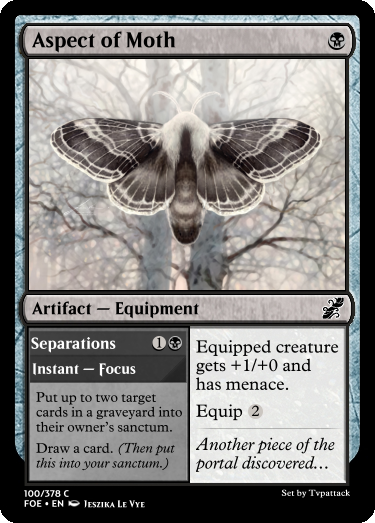 Aspect of Moth
Artifact — Equipment
Separations 1
Instant — Focus
Put up to two target
cards in a graveyard into
their owner's sanctum.
Draw a card. (Then put
this into your sanctum.)
Equipped creature
gets +1/+0 and
has menace.
Equip 2
Another piece of the
portal discovered...
100/378 C
FOE • EN Jeszika Le Vye
Set by Tvpattack